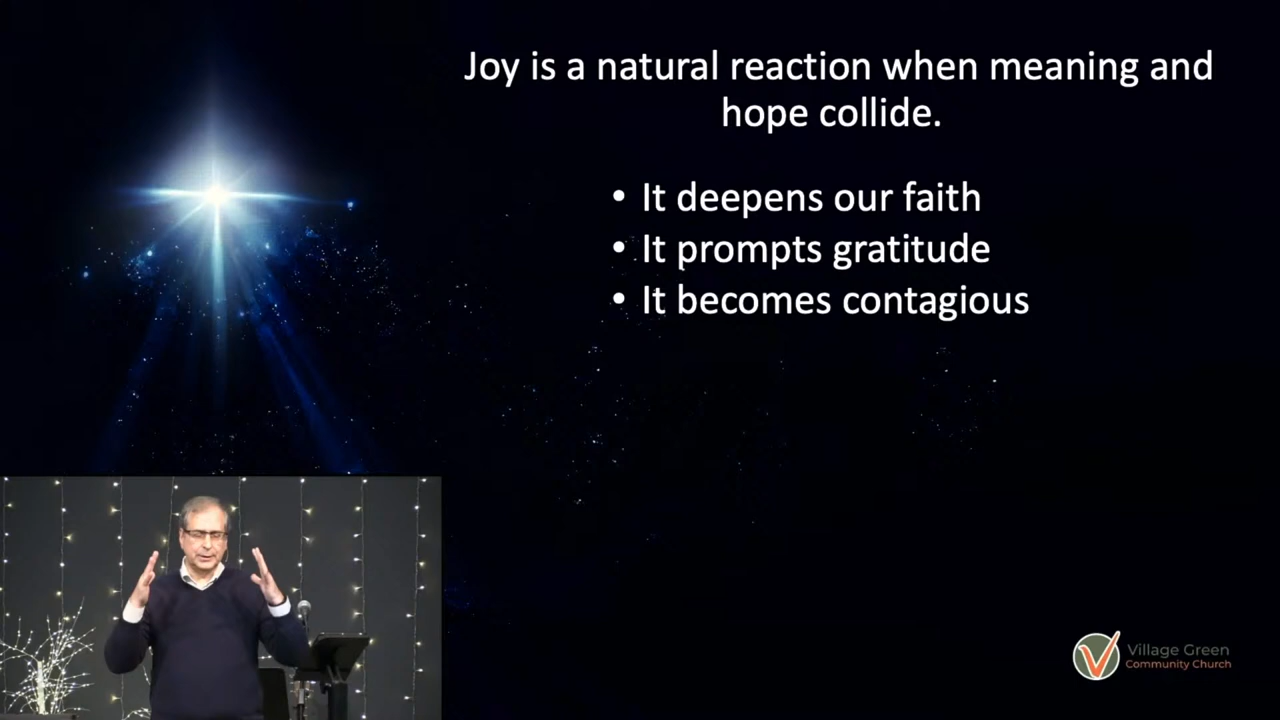 Joy is a natural reaction when meaning and
hope collide.
• It deepens our faith
• It prompts gratitude
• It becomes contagious
Village Green
Community Church